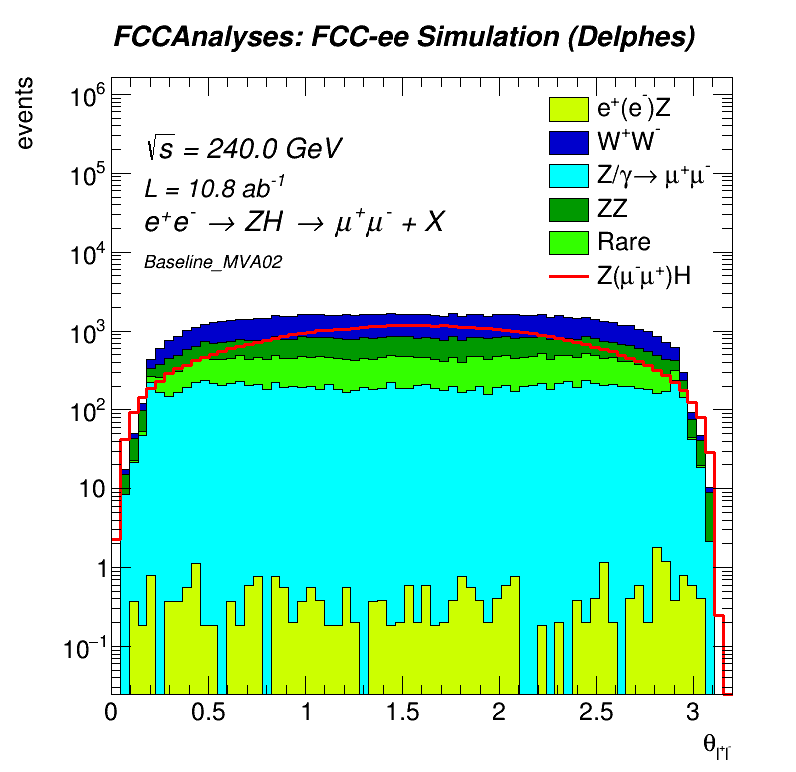 FCCAnalyses: FCC-ee Simulation (Delphes)
events
10⁶
10⁵
10⁴
10³
10²
10
1
10⁻¹
√s = 240.0 GeV
L = 10.8 ab⁻¹
e⁺e⁻ → ZH → μ⁺μ⁻ + X
Baseline_MVA02
e⁺(e⁻)Z
W⁺W⁻
Z/γ→ μ⁺μ⁻
ZZ
Rare
Z(μ⁻μ⁺)H
0 0.5 1 1.5 2 2.5 3
θ_l⁺l⁻